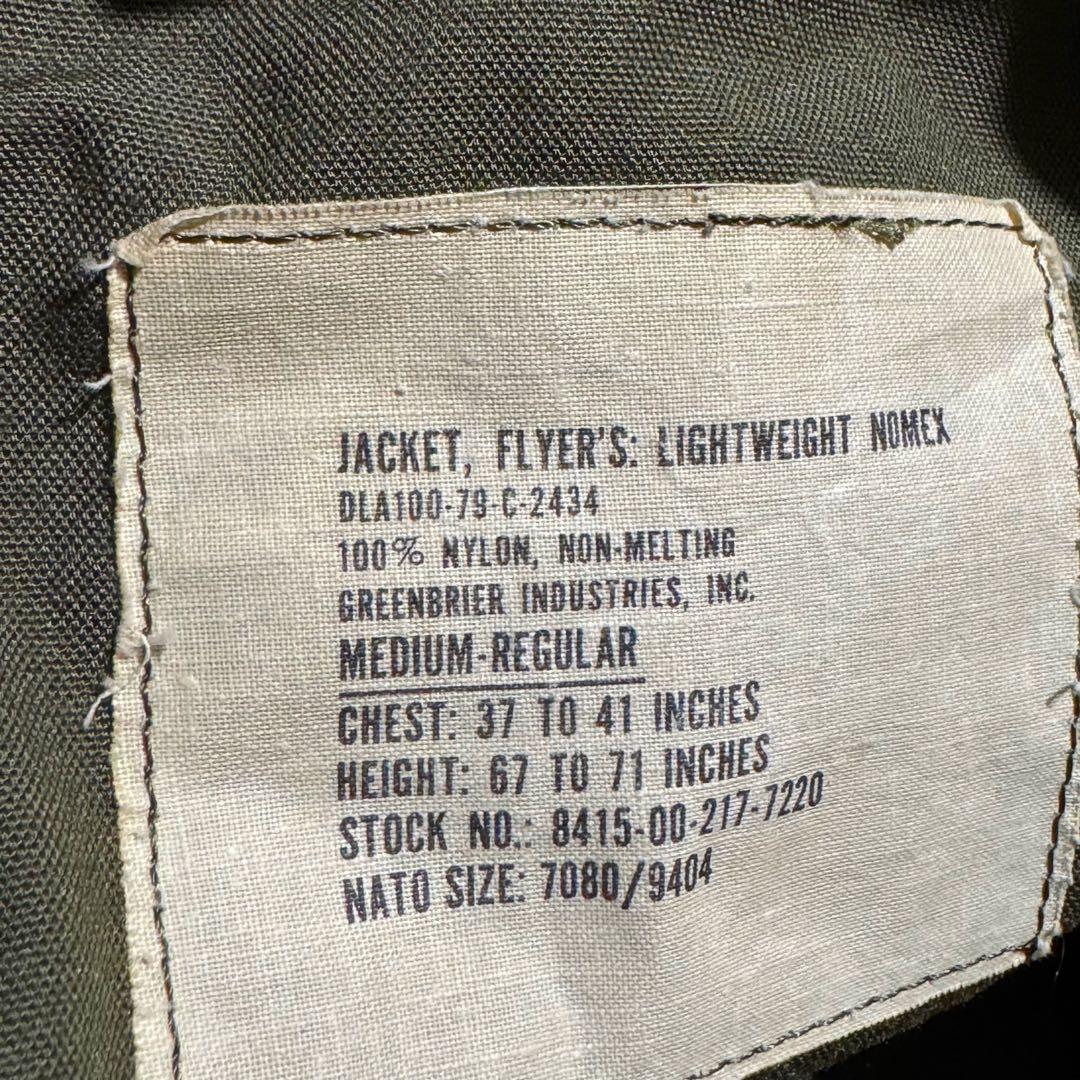 JACKET, FLYER'S: LIGHTWEIGHT NOMEX
DLA100-79-C-2434
100% NYLON, NON-MELTING
GREENBRIER INDUSTRIES, INC.
MEDIUM-REGULAR
CHEST: 37 TO 41 INCHES
HEIGHT: 67 TO 71 INCHES
STOCK NO.: 8415-00-217-7220
NATO SIZE: 7080/9404